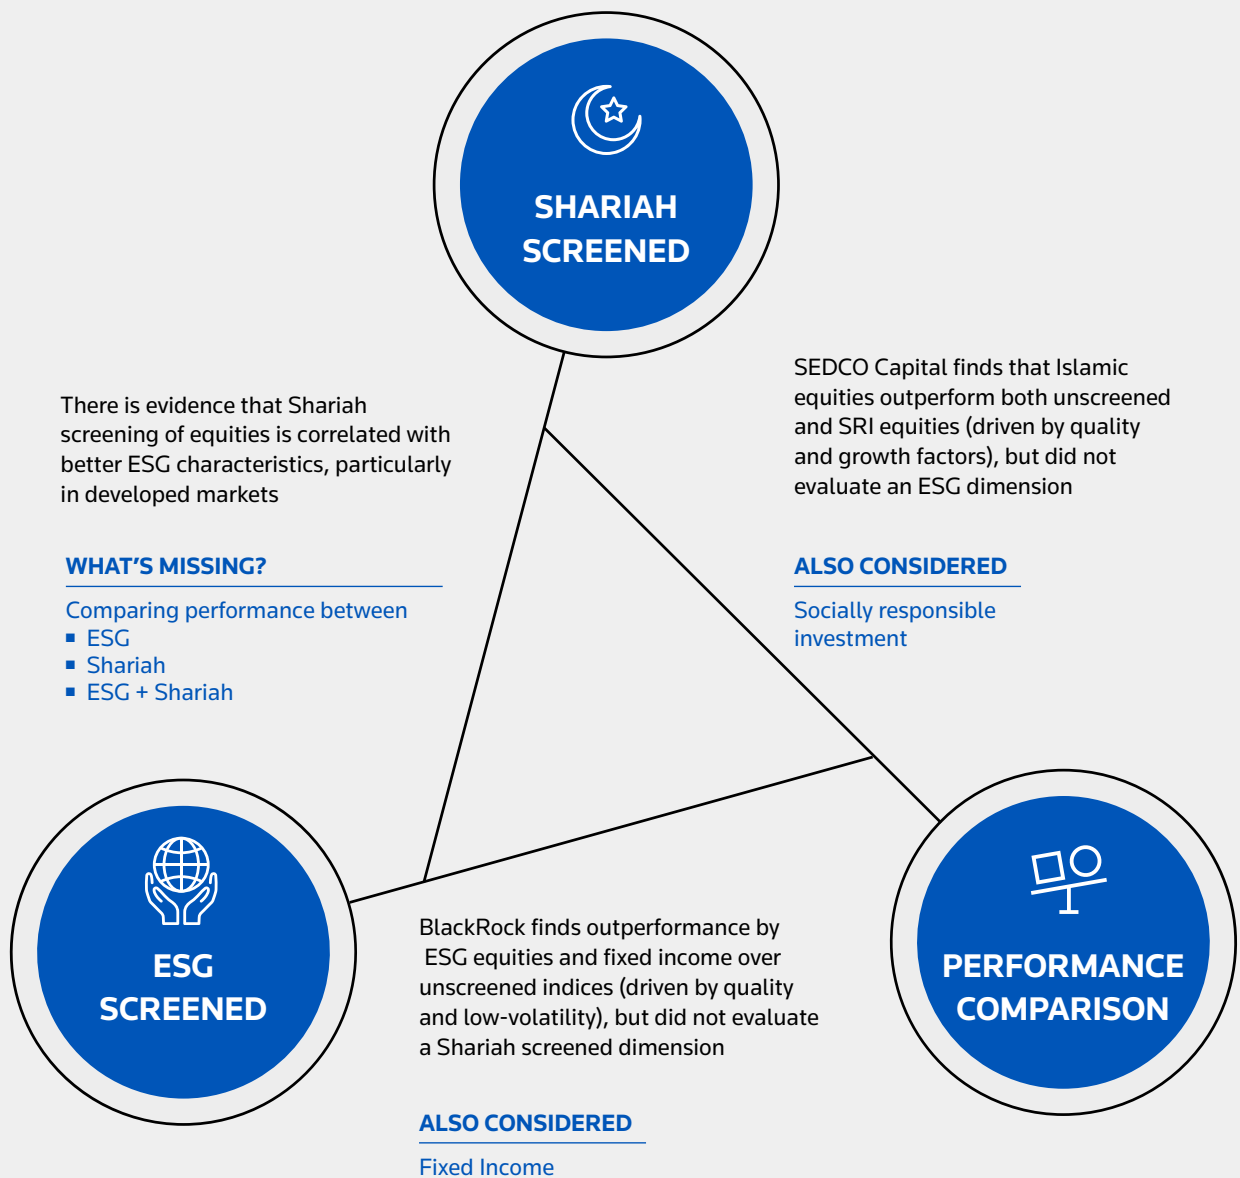 SHARIAH
SCREENED
There is evidence that Shariah
screening of equities is correlated with
better ESG characteristics, particularly
in developed markets
WHAT'S MISSING?
Comparing performance between
▪ ESG
▪ Shariah
▪ ESG + Shariah
SEDCO Capital finds that Islamic
equities outperform both unscreened
and SRI equities (driven by quality
and growth factors), but did not
evaluate an ESG dimension
ALSO CONSIDERED
Socially responsible
investment
ESG
SCREENED
BlackRock finds outperformance by
ESG equities and fixed income over
unscreened indices (driven by quality
and low-volatility), but did not evaluate
a Shariah screened dimension
ALSO CONSIDERED
Fixed Income
PERFORMANCE
COMPARISON